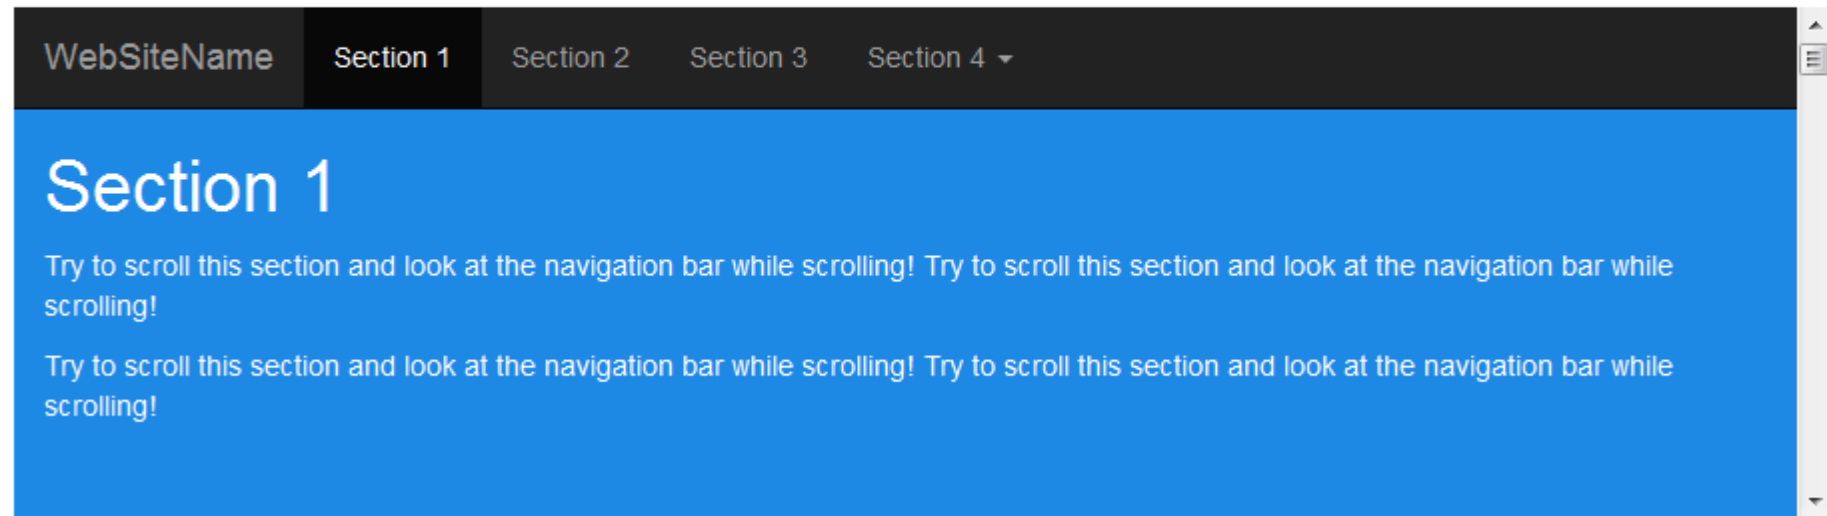 WebSiteName Section 1 Section 2 Section 3 Section 4
Section 1
Try to scroll this section and look at the navigation bar while scrolling! Try to scroll this section and look at the navigation bar while
scrolling!
Try to scroll this section and look at the navigation bar while scrolling! Try to scroll this section and look at the navigation bar while
scrolling!